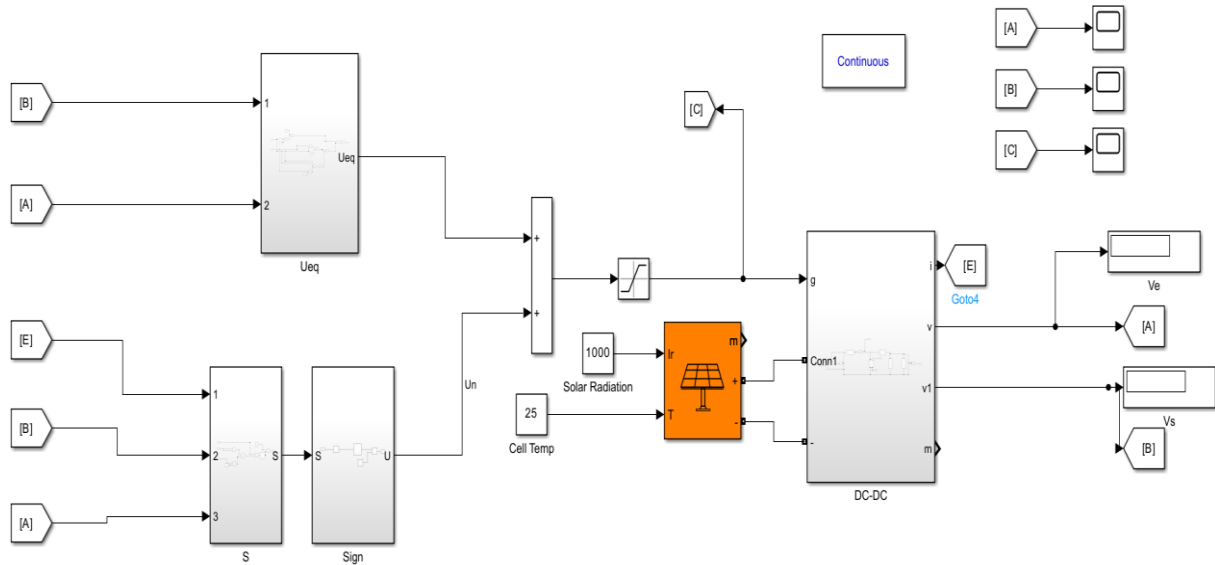 [B]
1
Ueq
[A]
2
Ueq
[E]
1
[B]
2
S
S
U
[A]
3
S
Sign
Un
+
+
[C]
Continuous
[A]
[B]
[C]
1000
Solar Radiation
25
Cell Temp
Ir
m
+
T
-
g
i
Conn1
v
v1
-
m
DC-DC
[E]
Goto4
Ve
[A]
Vs
[B]